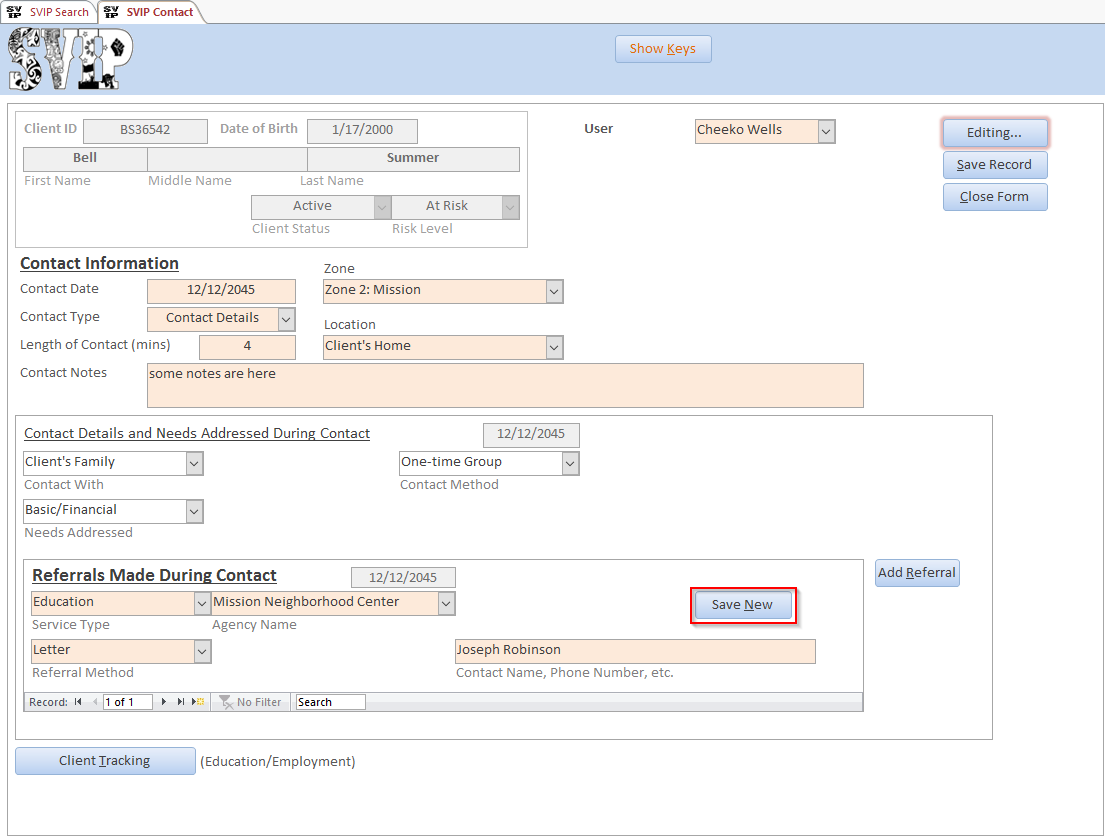 SVIP Search SVIP Contact
SVIP
Show Keys
Client ID BS36542 Date of Birth 1/17/2000 User Cheeko Wells Editing...
Bell Summer Save Record
First Name Middle Name Last Name
Close Form
Active At Risk
Client Status Risk Level
Contact Information Zone
Contact Date 12/12/2045 Zone 2: Mission
Contact Type Contact Details Location
Length of Contact (mins) 4 Client's Home
Contact Notes some notes are here
Contact Details and Needs Addressed During Contact 12/12/2045
Client's Family One-time Group
Contact With Contact Method
Basic/Financial
Needs Addressed
Referrals Made During Contact 12/12/2045 Add Referral
Education Mission Neighborhood Center Save New
Service Type Agency Name
Letter Joseph Robinson
Referral Method Contact Name, Phone Number, etc.
Record: 1 of 1 No Filter Search
Client Tracking (Education/Employment)